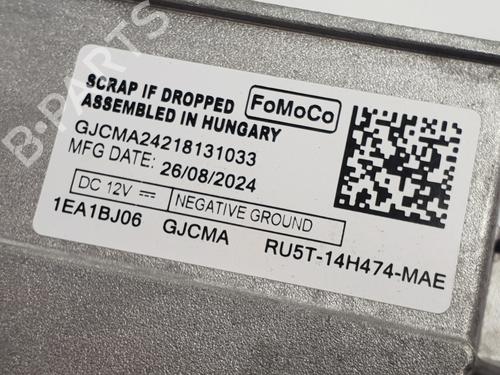 SCRAP IF DROPPED
ASSEMBLED IN HUNGARY
FoMoCo
GJCMA24218131033
MFG DATE: 26/08/2024
DC 12V NEGATIVE GROUND
1EA1BJ06 GJCMA RU5T-14H474-MAE
B-PARTS